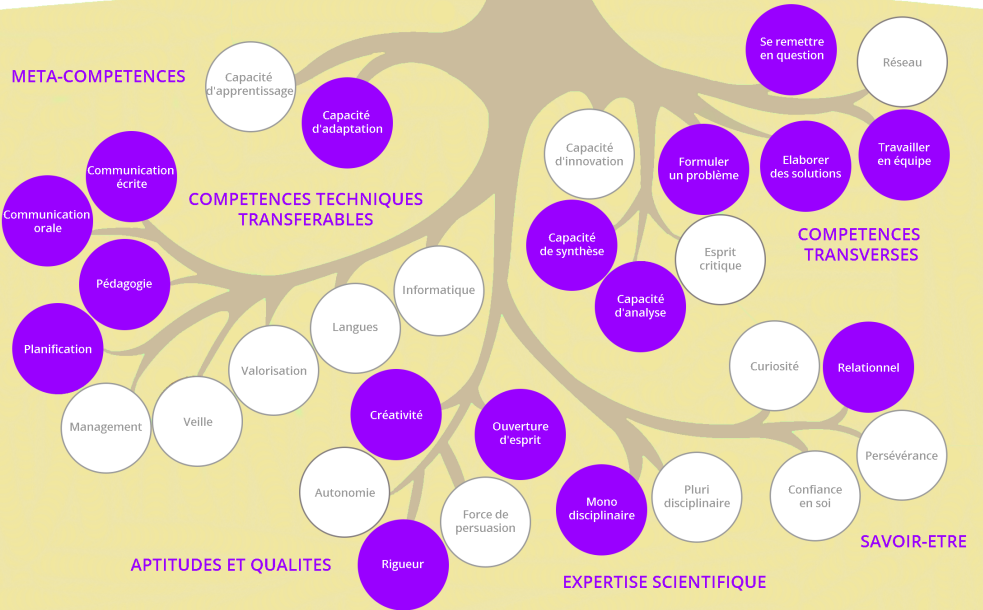 META-COMPETENCES
Capacité
d'apprentissage
Capacité
d'adaptation
Se remettre
en question
Réseau
Communication
écrite
Communication
orale
COMPETENCES TECHNIQUES
TRANSFERABLES
Capacité
d'innovation
Formuler
un problème
Elaborer
des solutions
Travailler
en équipe
Capacité
de synthèse
Esprit
critique
COMPETENCES
TRANSVERSES
Capacité
d'analyse
Pédagogie
Planification
Informatique
Langues
Valorisation
Veille
Management
Créativité
Ouverture
d'esprit
Curiosité
Relationnel
Persévérance
Confiance
en soi
Autonomie
Force de
persuasion
Rigueur
Mono
disciplinaire
Pluri
disciplinaire
APTITUDES ET QUALITES
EXPERTISE SCIENTIFIQUE
SAVOIR-ETRE